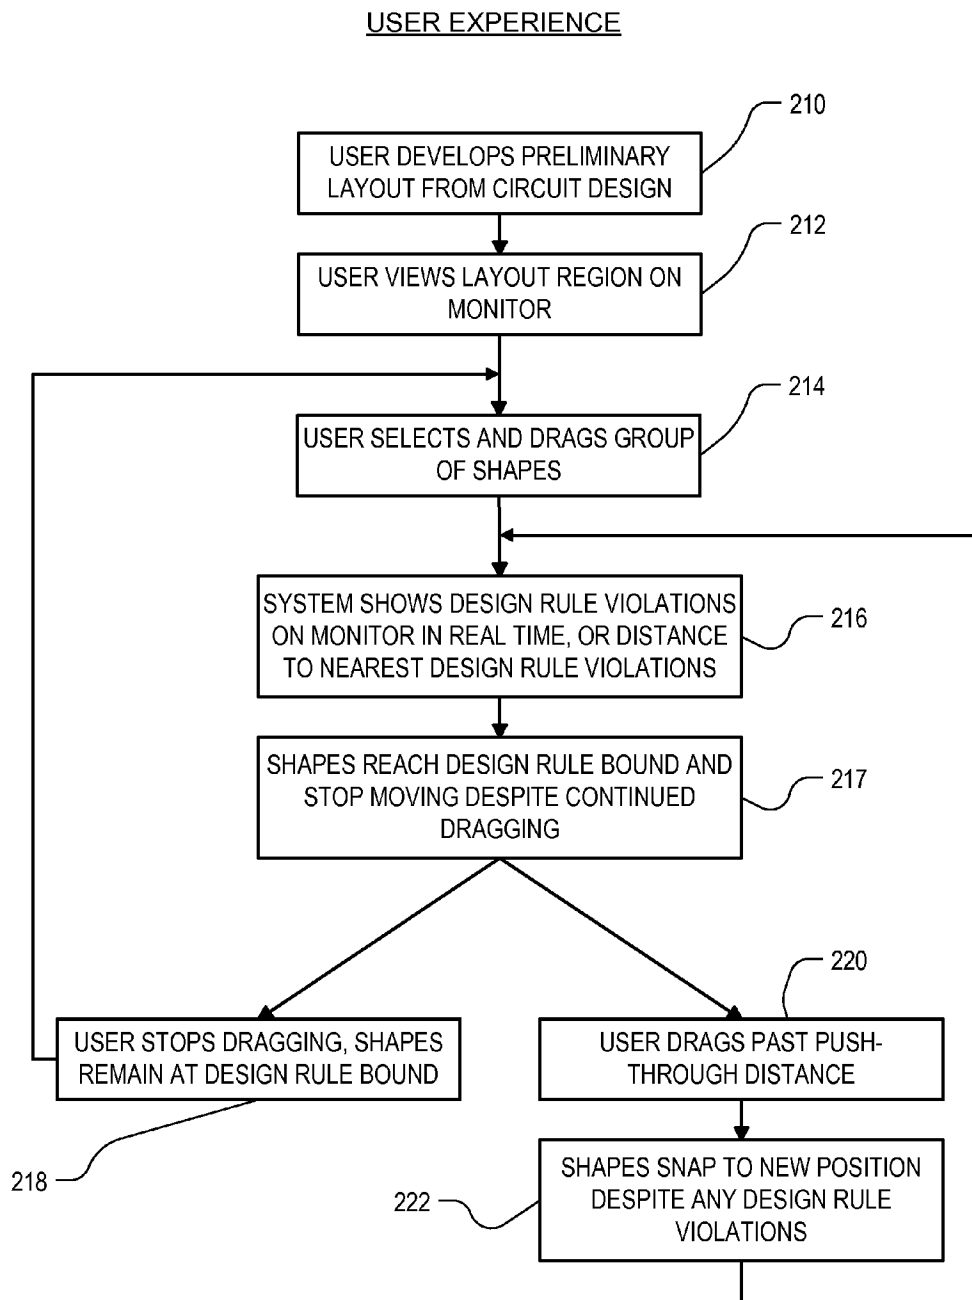 USER EXPERIENCE
210
USER DEVELOPS PRELIMINARY
LAYOUT FROM CIRCUIT DESIGN
212
USER VIEWS LAYOUT REGION ON
MONITOR
214
USER SELECTS AND DRAGS GROUP
OF SHAPES
SYSTEM SHOWS DESIGN RULE VIOLATIONS
ON MONITOR IN REAL TIME, OR DISTANCE
TO NEAREST DESIGN RULE VIOLATIONS
216
SHAPES REACH DESIGN RULE BOUND AND
STOP MOVING DESPITE CONTINUED
DRAGGING
217
220
USER STOPS DRAGGING, SHAPES
REMAIN AT DESIGN RULE BOUND
218
USER DRAGS PAST PUSH-
THROUGH DISTANCE
222
SHAPES SNAP TO NEW POSITION
DESPITE ANY DESIGN RULE
VIOLATIONS